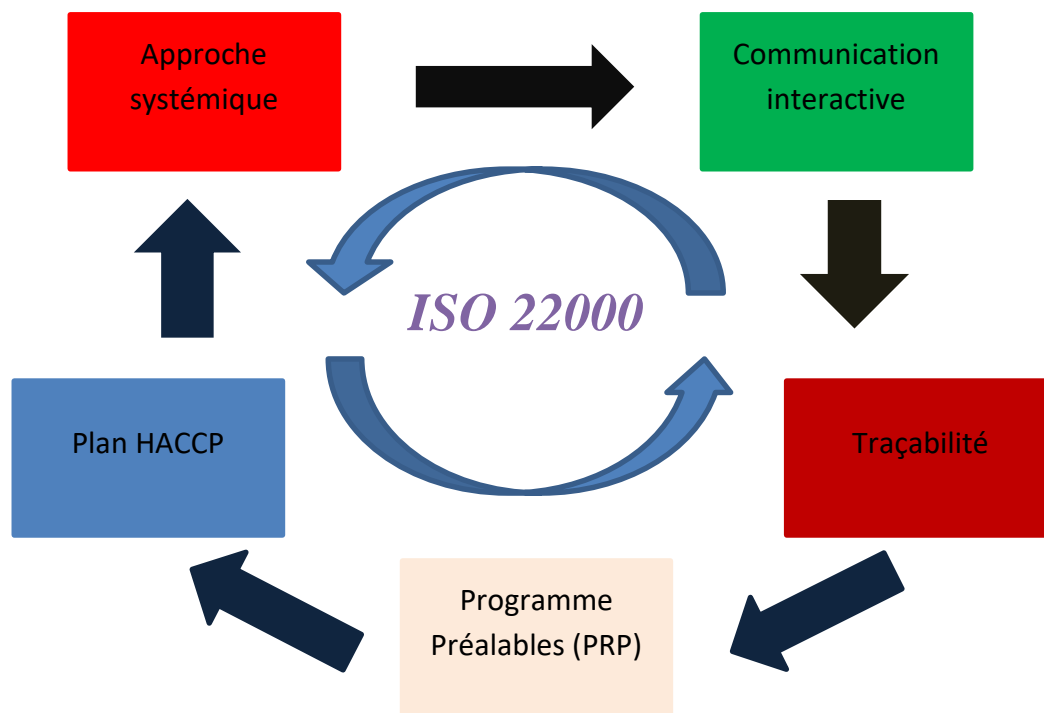 Approche
systémique
Communication
interactive
ISO 22000
Plan HACCP
Traçabilité
Programme
Préalables (PRP)